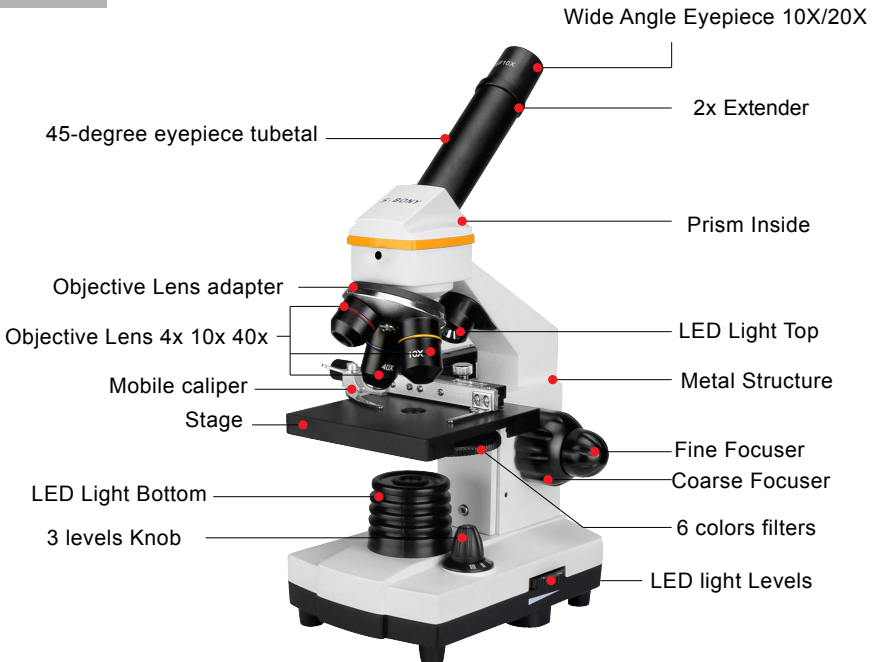 Wide Angle Eyepiece 10X/20X
2x Extender
45-degree eyepiece tubetal
Prism Inside
Objective Lens adapter
Objective Lens 4x 10x 40x
LED Light Top
Mobile caliper
Metal Structure
Stage
Fine Focuser
Coarse Focuser
LED Light Bottom
6 colors filters
3 levels Knob
LED light Levels
10X
40X